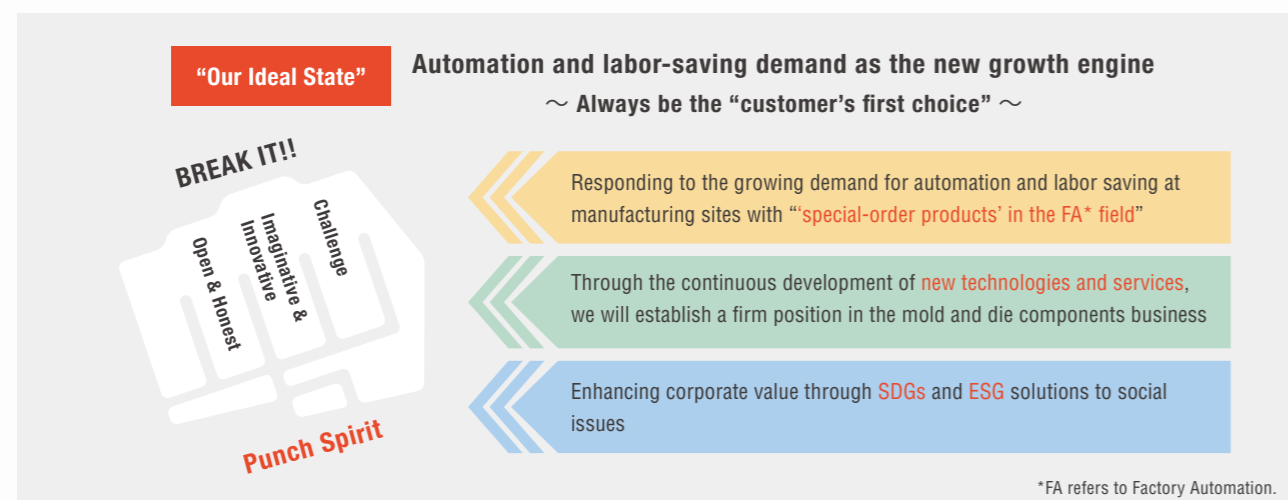 “Our Ideal State”
Automation and labor-saving demand as the new growth engine
～ Always be the “customer’s first choice” ～
BREAK IT!!
Open & Honest
Imaginative &
Innovative
Challenge
Punch Spirit
Responding to the growing demand for automation and labor saving at
manufacturing sites with “‘special-order products’ in the FA* field”
Through the continuous development of new technologies and services,
we will establish a firm position in the mold and die components business
Enhancing corporate value through SDGs and ESG solutions to social
issues
*FA refers to Factory Automation.